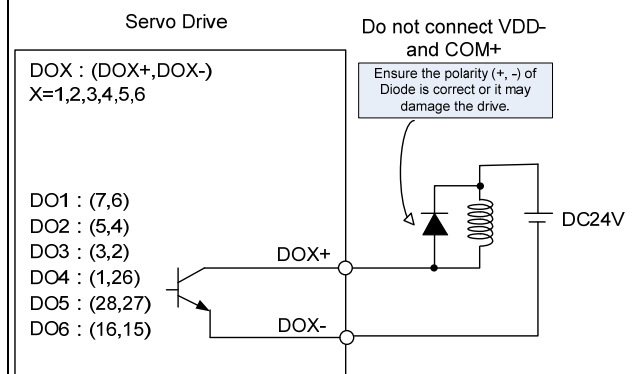 Servo Drive
Do not connect VDD-
and COM+
Ensure the polarity (+, -) of
Diode is correct or it may
damage the drive.
DOX : (DOX+,DOX-)
X=1,2,3,4,5,6
DO1 : (7,6)
DO2 : (5,4)
DO3 : (3,2)
DO4 : (1,26)
DO5 : (28,27)
DO6 : (16,15)
DOX+
DOX-
DC24V